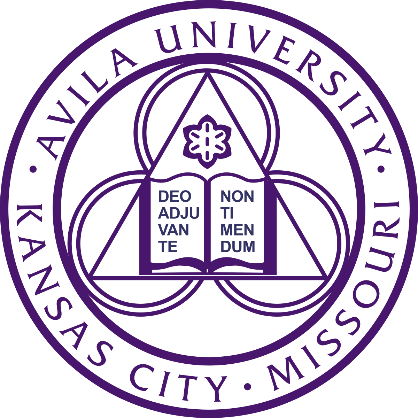 · AVILA UNIVERSITY ·
KANSAS CITY · MISSOURI
DEO
ADJU
VAN
TE
NON
TI
MEN
DUM